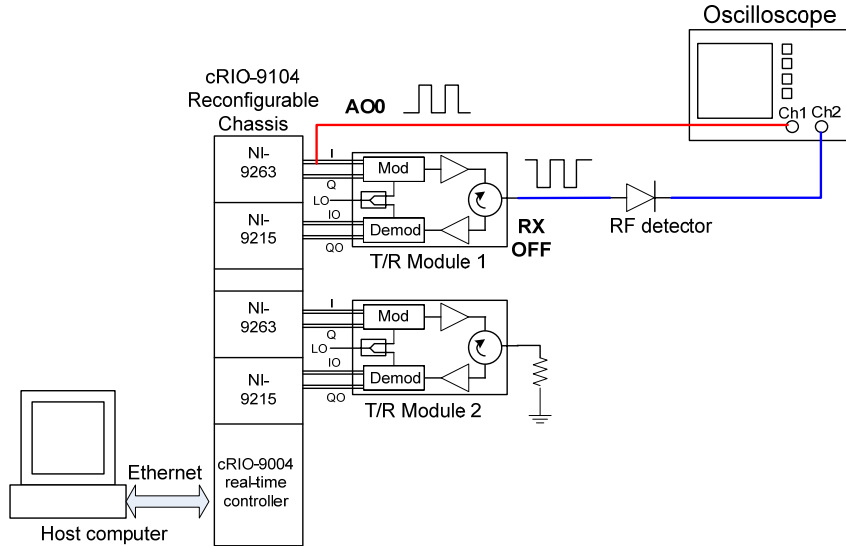 Oscilloscope
Ch1 Ch2
cRIO-9104
Reconfigurable
Chassis
AO0
NI-
9263
I
Q
LO
IO
QO
Mod
Demod
NI-
9215
T/R Module 1
RX
OFF
RF detector
NI-
9263
I
Q
LO
IO
QO
Mod
Demod
NI-
9215
T/R Module 2
cRIO-9004
real-time
controller
Ethernet
Host computer